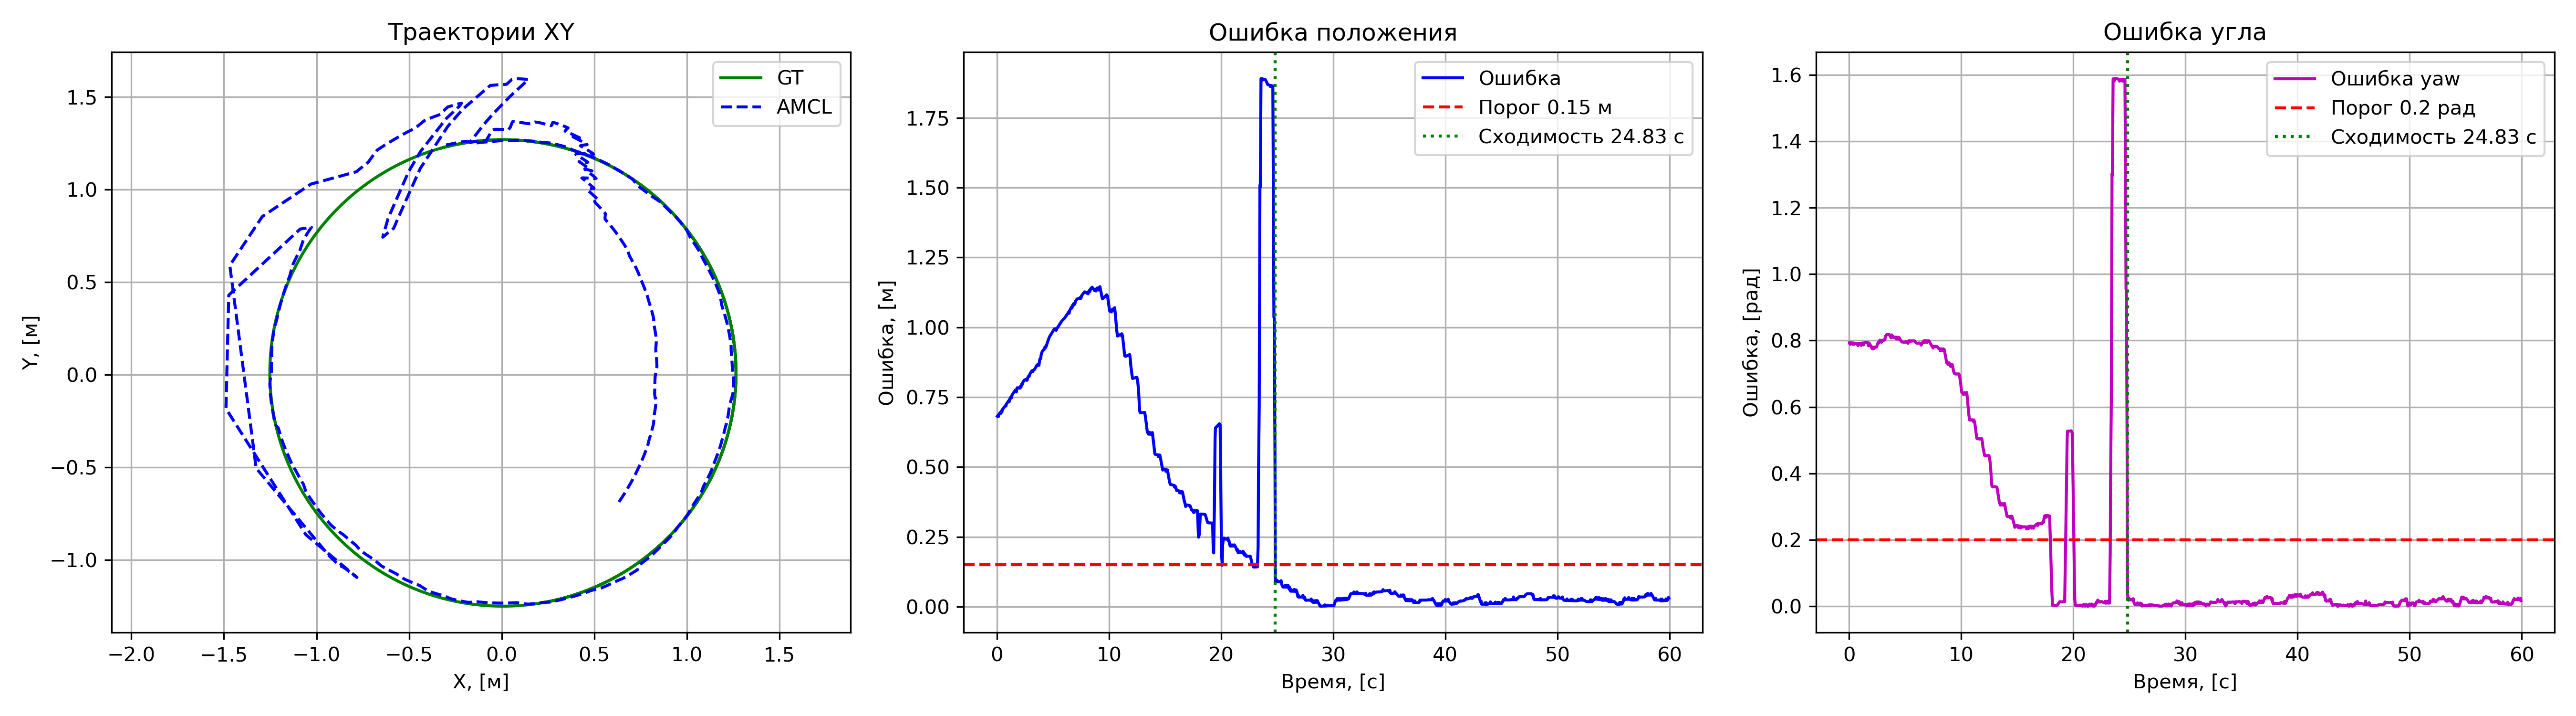 Траектории XY
GT
AMCL
1.5
1.0
0.5
0.0
−0.5
−1.0
Y, [м]
−2.0 −1.5 −1.0 −0.5 0.0 0.5 1.0 1.5
X, [м]
Ошибка положения
Ошибка
Порог 0.15 м
Сходимость 24.83 с
1.75
1.50
1.25
1.00
0.75
0.50
0.25
0.00
Ошибка, [м]
0 10 20 30 40 50 60
Время, [с]
Ошибка угла
Ошибка yaw
Порог 0.2 рад
Сходимость 24.83 с
1.6
1.4
1.2
1.0
0.8
0.6
0.4
0.2
0.0
Ошибка, [рад]
0 10 20 30 40 50 60
Время, [с]